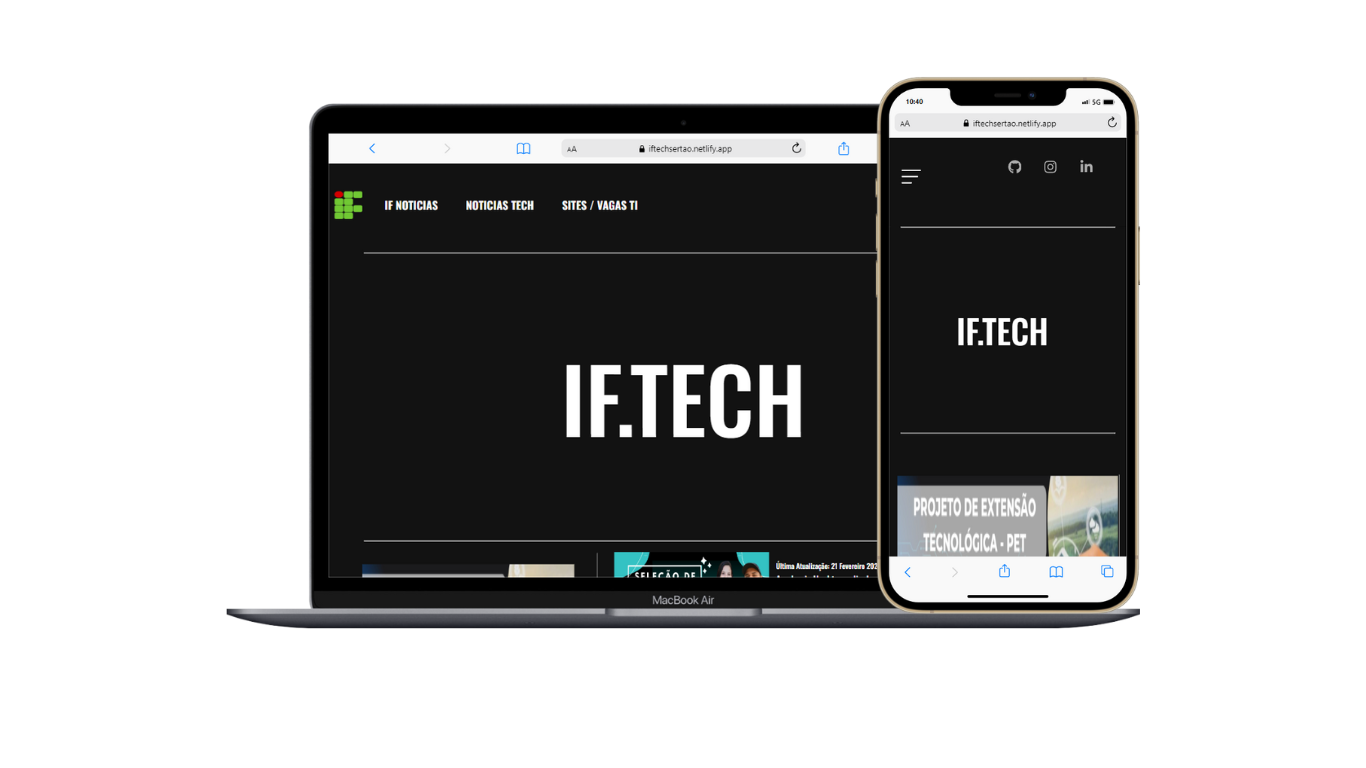 AA iftechsertao.netlify.app
IF NOTICIAS NOTICIAS TECH SITES / VAGAS TI
IF.TECH
SELEÇÃO DE
Última Atualização: 21 Fevereiro 202
MacBook Air
10:40 5G
AA iftechsertao.netlify.app
in
IF.TECH
PROJETO DE EXTENSÃO
TECNOLÓGICA - PET